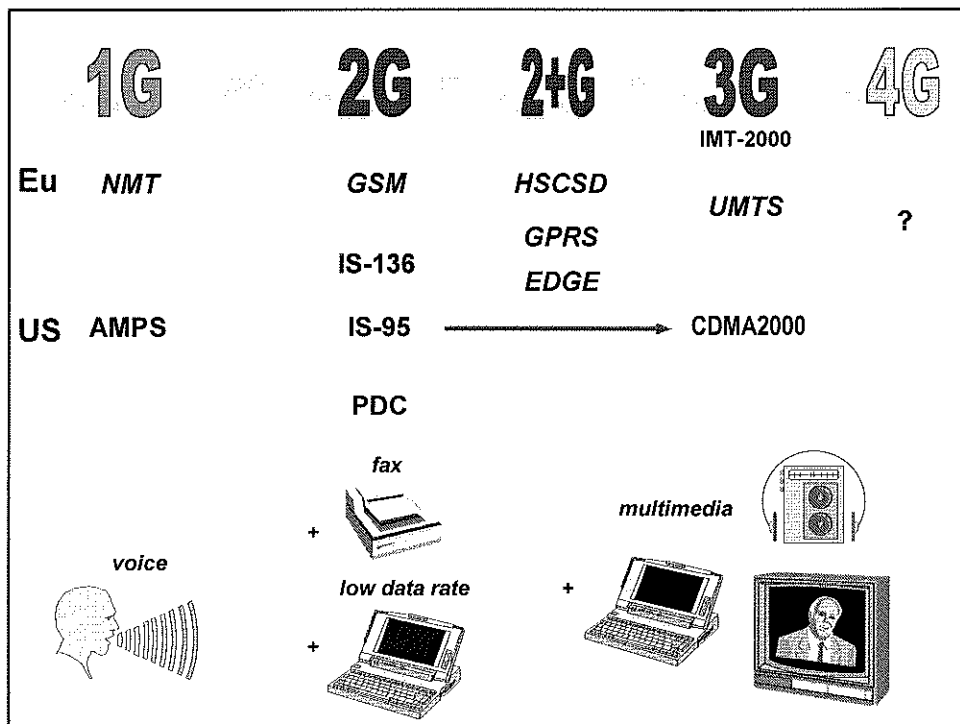 1G 2G 2+G 3G 4G
IMT-2000
Eu NMT GSM HSCSD UMTS ?
GPRS
IS-136 EDGE
US AMPS IS-95 CDMA2000
PDC
fax
multimedia
+
voice
low data rate +
+